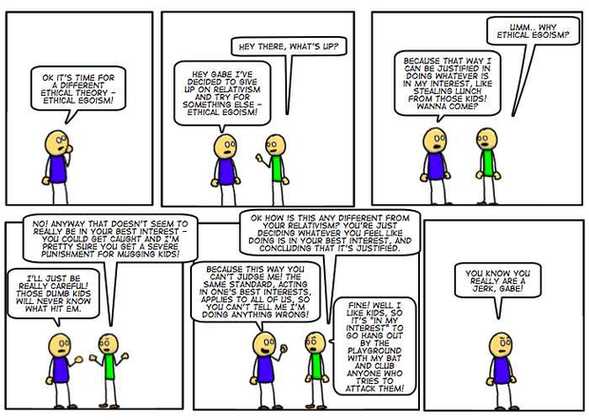 OK IT'S TIME FOR
A DIFFERENT
ETHICAL THEORY –
ETHICAL EGOISM!
HEY THERE, WHAT'S UP?
HEY GABE I'VE
DECIDED TO GIVE
UP ON RELATIVISM
AND TRY FOR
SOMETHING ELSE –
ETHICAL EGOISM!
UMM.. WHY
ETHICAL EGOISM?
BECAUSE THAT WAY I
CAN BE JUSTIFIED IN
DOING WHATEVER IS
IN MY INTEREST, LIKE
STEALING LUNCH
FROM THOSE KIDS!
WANNA COME?
NO! ANYWAY THAT DOESN'T SEEM TO
REALLY BE IN YOUR BEST INTEREST –
YOU COULD GET CAUGHT AND I'M
PRETTY SURE YOU GET A SEVERE
PUNISHMENT FOR MUGGING KIDS!
I'LL JUST BE
REALLY CAREFUL!
THOSE DUMB KIDS
WILL NEVER KNOW
WHAT HIT EM.
OK HOW IS THIS ANY DIFFERENT FROM
YOUR RELATIVISM? YOU'RE JUST
DECIDING WHATEVER YOU FEEL LIKE
DOING IS IN YOUR BEST INTEREST, AND
CONCLUDING THAT IT'S JUSTIFIED.
BECAUSE THIS WAY YOU
CAN'T JUDGE ME! THE
SAME STANDARD, ACTING
IN ONE'S BEST INTERESTS,
APPLIES TO ALL OF US, SO
YOU CAN'T TELL ME I'M
DOING ANYTHING WRONG!
FINE! WELL I
LIKE KIDS, SO
IT'S "IN MY
INTEREST" TO
GO HANG OUT
BY THE
PLAYGROUND
WITH MY BAT
AND CLUB
ANYONE WHO
TRIES TO
ATTACK THEM!
YOU KNOW YOU
REALLY ARE A
JERK, GABE!